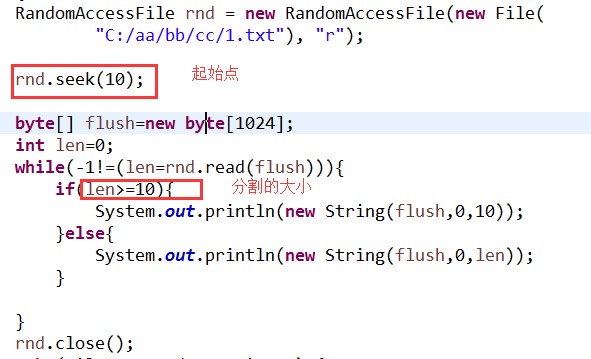 RandomAccessFile rnd = new RandomAccessFile(new File(
"C:/aa/bb/cc/1.txt"), "r");
rnd.seek(10); 起始点
byte[] flush=new byte[1024];
int len=0;
while(-1!=(len=rnd.read(flush))){
if(len>=10){ 分割的大小
System.out.println(new String(flush,0,10));
}else{
System.out.println(new String(flush,0,len));
}
}
rnd.close();